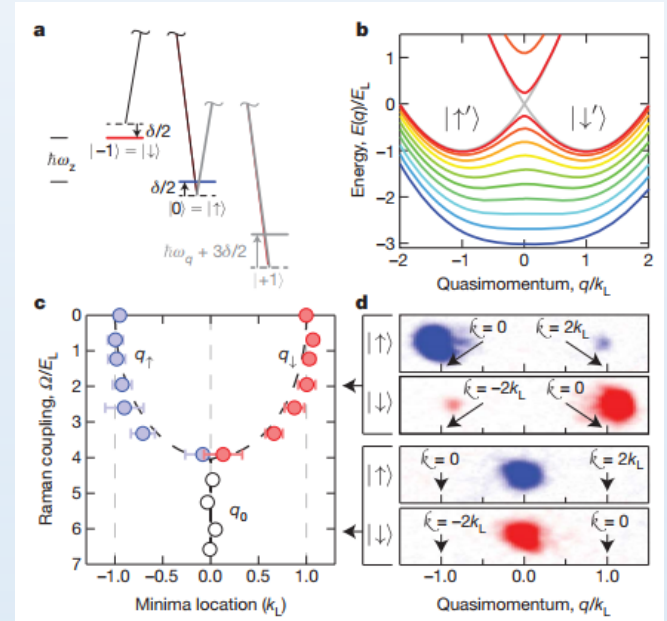 a
δ/2
|−1⟩ = |↓⟩
ℏω_z
δ/2
|0⟩ = |↑⟩
ℏω_q + 3δ/2
|+1⟩
b
Energy, E(q)/E_L
0
−1
−2
−3
|↑′⟩
|↓′⟩
−2
−1
0
1
2
Quasimomentum, q/k_L
c
Raman coupling, Ω/E_L
0
1
2
3
4
5
6
7
q_↑
q_↓
q_0
−1.0
0.0
0.5
1.0
Minima location (k_L)
d
|↑⟩
k = 0
k = 2k_L
|↓⟩
k = −2k_L
k = 0
|↑⟩
k = 0
k = 2k_L
|↓⟩
k = −2k_L
k = 0
−1.0
0.0
1.0
Quasimomentum, q/k_L